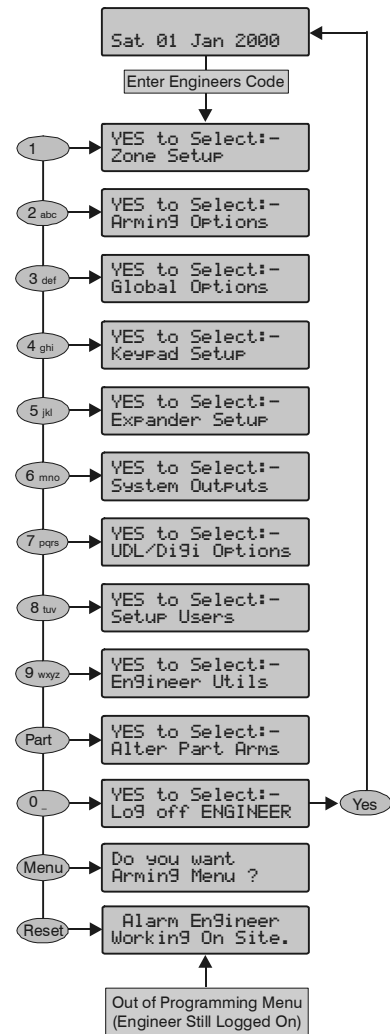 Sat 01 Jan 2000
Enter Engineers Code
1
YES to Select:-
Zone Setup
2 abc
YES to Select:-
Arming Options
3 def
YES to Select:-
Global Options
4 ghi
YES to Select:-
Keypad Setup
5 jkl
YES to Select:-
Expander Setup
6 mno
YES to Select:-
System Outputs
7 pqrs
YES to Select:-
UDL/Digi Options
8 tuv
YES to Select:-
Setup Users
9 wxyz
YES to Select:-
Engineer Utils
Part
YES to Select:-
Alter Part Arms
0 _
YES to Select:-
Log off ENGINEER
Yes
Menu
Do you want
Arming Menu ?
Reset
Alarm Engineer
Working On Site.
Out of Programming Menu
(Engineer Still Logged On)